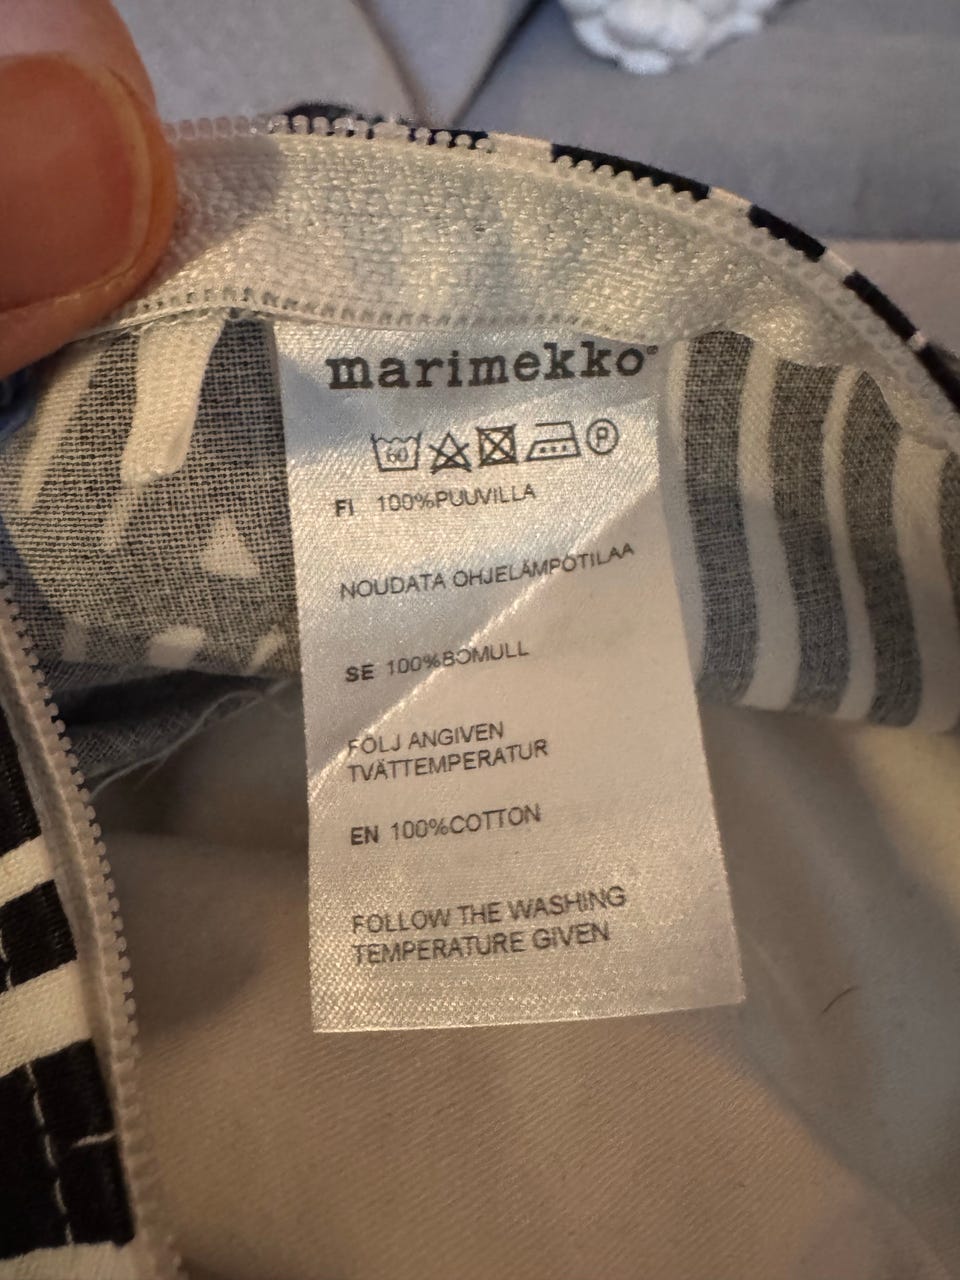 marimekko®
60 P
FI 100%PUUVILLA
NOUDATA OHJELÄMPÖTILAA
SE 100%BOMULL
FÖLJ ANGIVEN
TVÄTTEMPERATUR
EN 100%COTTON
FOLLOW THE WASHING
TEMPERATURE GIVEN